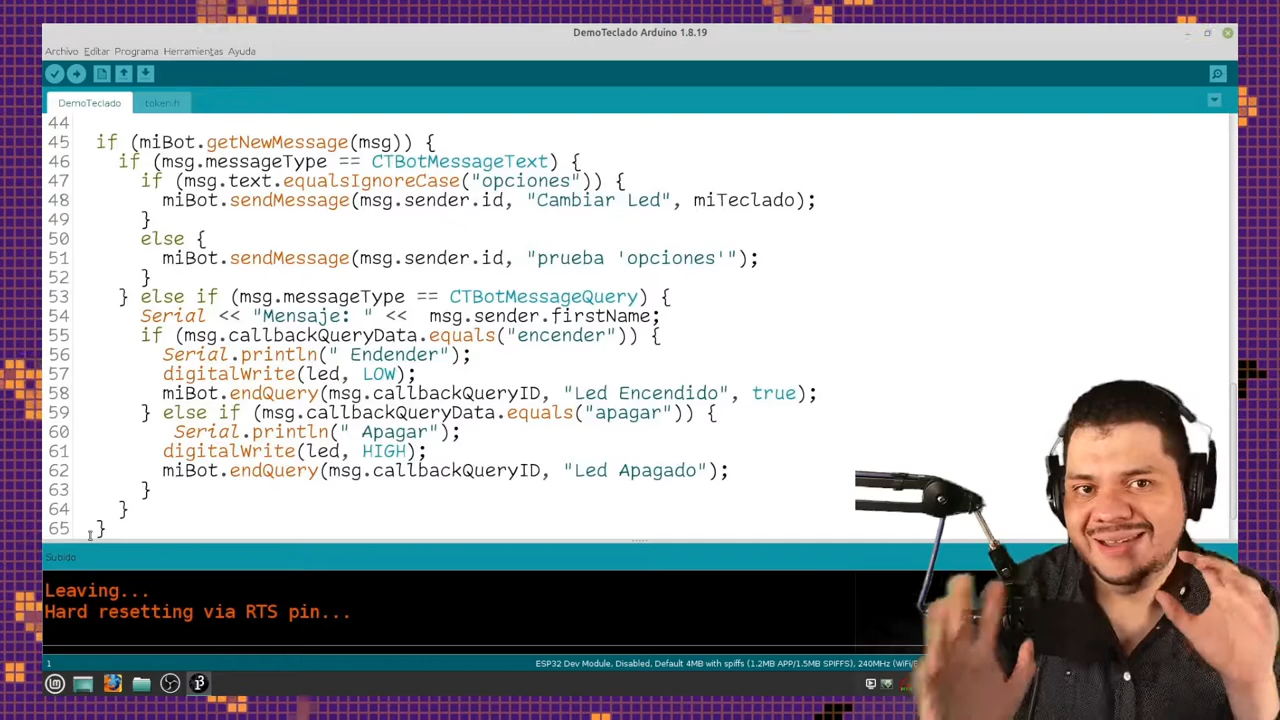 DemoTeclado Arduino 1.8.19
Archivo Editar Programa Herramientas Ayuda
DemoTeclado token.h
44
45 if (miBot.getNewMessage(msg)) {
46 if (msg.messageType == CTBotMessageText) {
47 if (msg.text.equalsIgnoreCase("opciones")) {
48 miBot.sendMessage(msg.sender.id, "Cambiar Led", miTeclado);
49 }
50 else {
51 miBot.sendMessage(msg.sender.id, "prueba 'opciones'");
52 }
53 } else if (msg.messageType == CTBotMessageQuery) {
54 Serial << "Mensaje: " << msg.sender.firstName;
55 if (msg.callbackQueryData.equals("encender")) {
56 Serial.println(" Endender");
57 digitalWrite(led, LOW);
58 miBot.endQuery(msg.callbackQueryID, "Led Encendido", true);
59 } else if (msg.callbackQueryData.equals("apagar")) {
60 Serial.println(" Apagar");
61 digitalWrite(led, HIGH);
62 miBot.endQuery(msg.callbackQueryID, "Led Apagado");
63 }
64 }
65 }
Subido
Leaving...
Hard resetting via RTS pin...
1 ESP32 Dev Module, Disabled, Default 4MB with spiffs (1.2MB APP/1.5MB SPIFFS), 240MHz (WiFi/